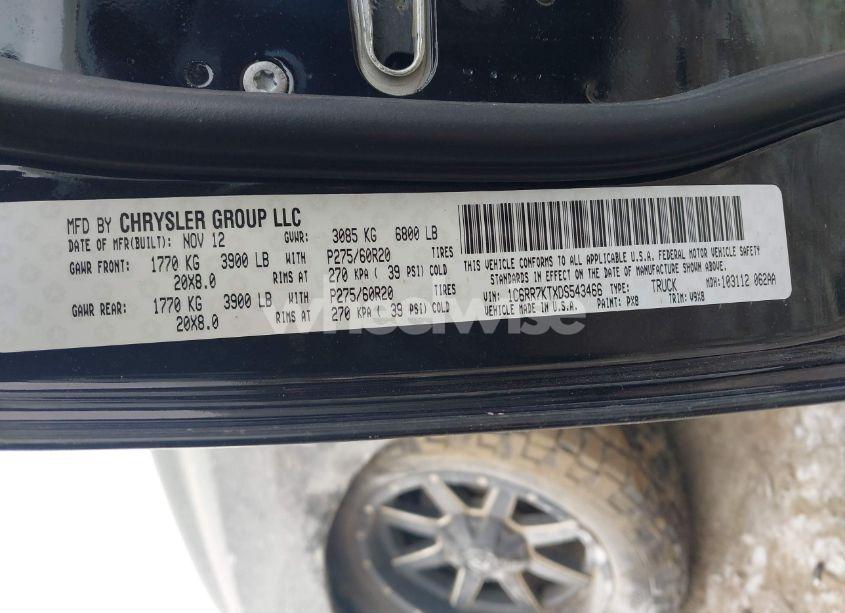 MFD BY CHRYSLER GROUP LLC
DATE OF MFR(BUILT): NOV 12 GVWR: 3085 KG 6800 LB
GAWR FRONT: 1770 KG 3900 LB WITH P275/60R20 TIRES
20X8.0 RIMS AT 270 KPA ( 39 PSI) COLD
GAWR REAR: 1770 KG 3900 LB WITH P275/60R20 TIRES
20X8.0 RIMS AT 270 KPA ( 39 PSI) COLD
THIS VEHICLE CONFORMS TO ALL APPLICABLE U.S.A. FEDERAL MOTOR VEHICLE SAFETY
STANDARDS IN EFFECT ON THE DATE OF MANUFACTURE SHOWN ABOVE.
VIN: 1C6RR7KTXDS543466 TYPE: TRUCK MDH: 103112 062AA
VEHICLE MADE IN U.S.A. PAINT: PX8 TRIM: V9X8
wheelwise